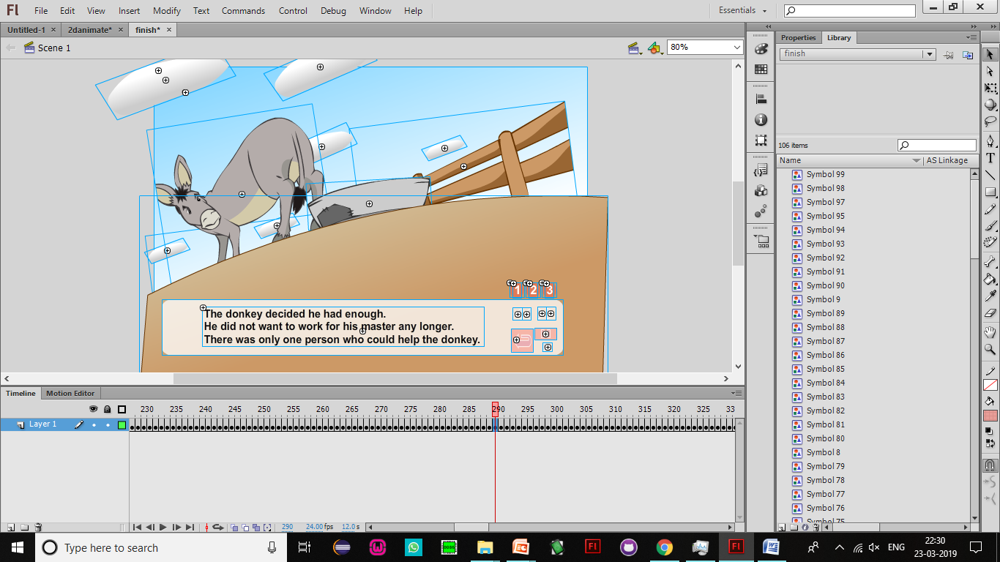 Fl File Edit View Insert Modify Text Commands Control Debug Window Help Essentials
Untitled-1 × 2danimate* × finish* ×
Scene 1 80%
Properties Library
finish
106 items
Name AS Linkage
Symbol 99
Symbol 98
Symbol 97
Symbol 95
Symbol 94
Symbol 93
Symbol 92
Symbol 91
Symbol 90
Symbol 9
Symbol 89
Symbol 88
Symbol 87
Symbol 86
Symbol 85
Symbol 84
Symbol 83
Symbol 82
Symbol 81
Symbol 80
Symbol 8
Symbol 79
Symbol 78
Symbol 77
Symbol 76
Symbol 75
1 2 3
The donkey decided he had enough.
He did not want to work for his master any longer.
There was only one person who could help the donkey.
Timeline Motion Editor
230 235 240 245 250 255 260 265 270 275 280 285 290 295 300 305 310 315 320 325 33
Layer 1
290 24.00 fps 12.0 s
Type here to search
ENG 22:30
23-03-2019